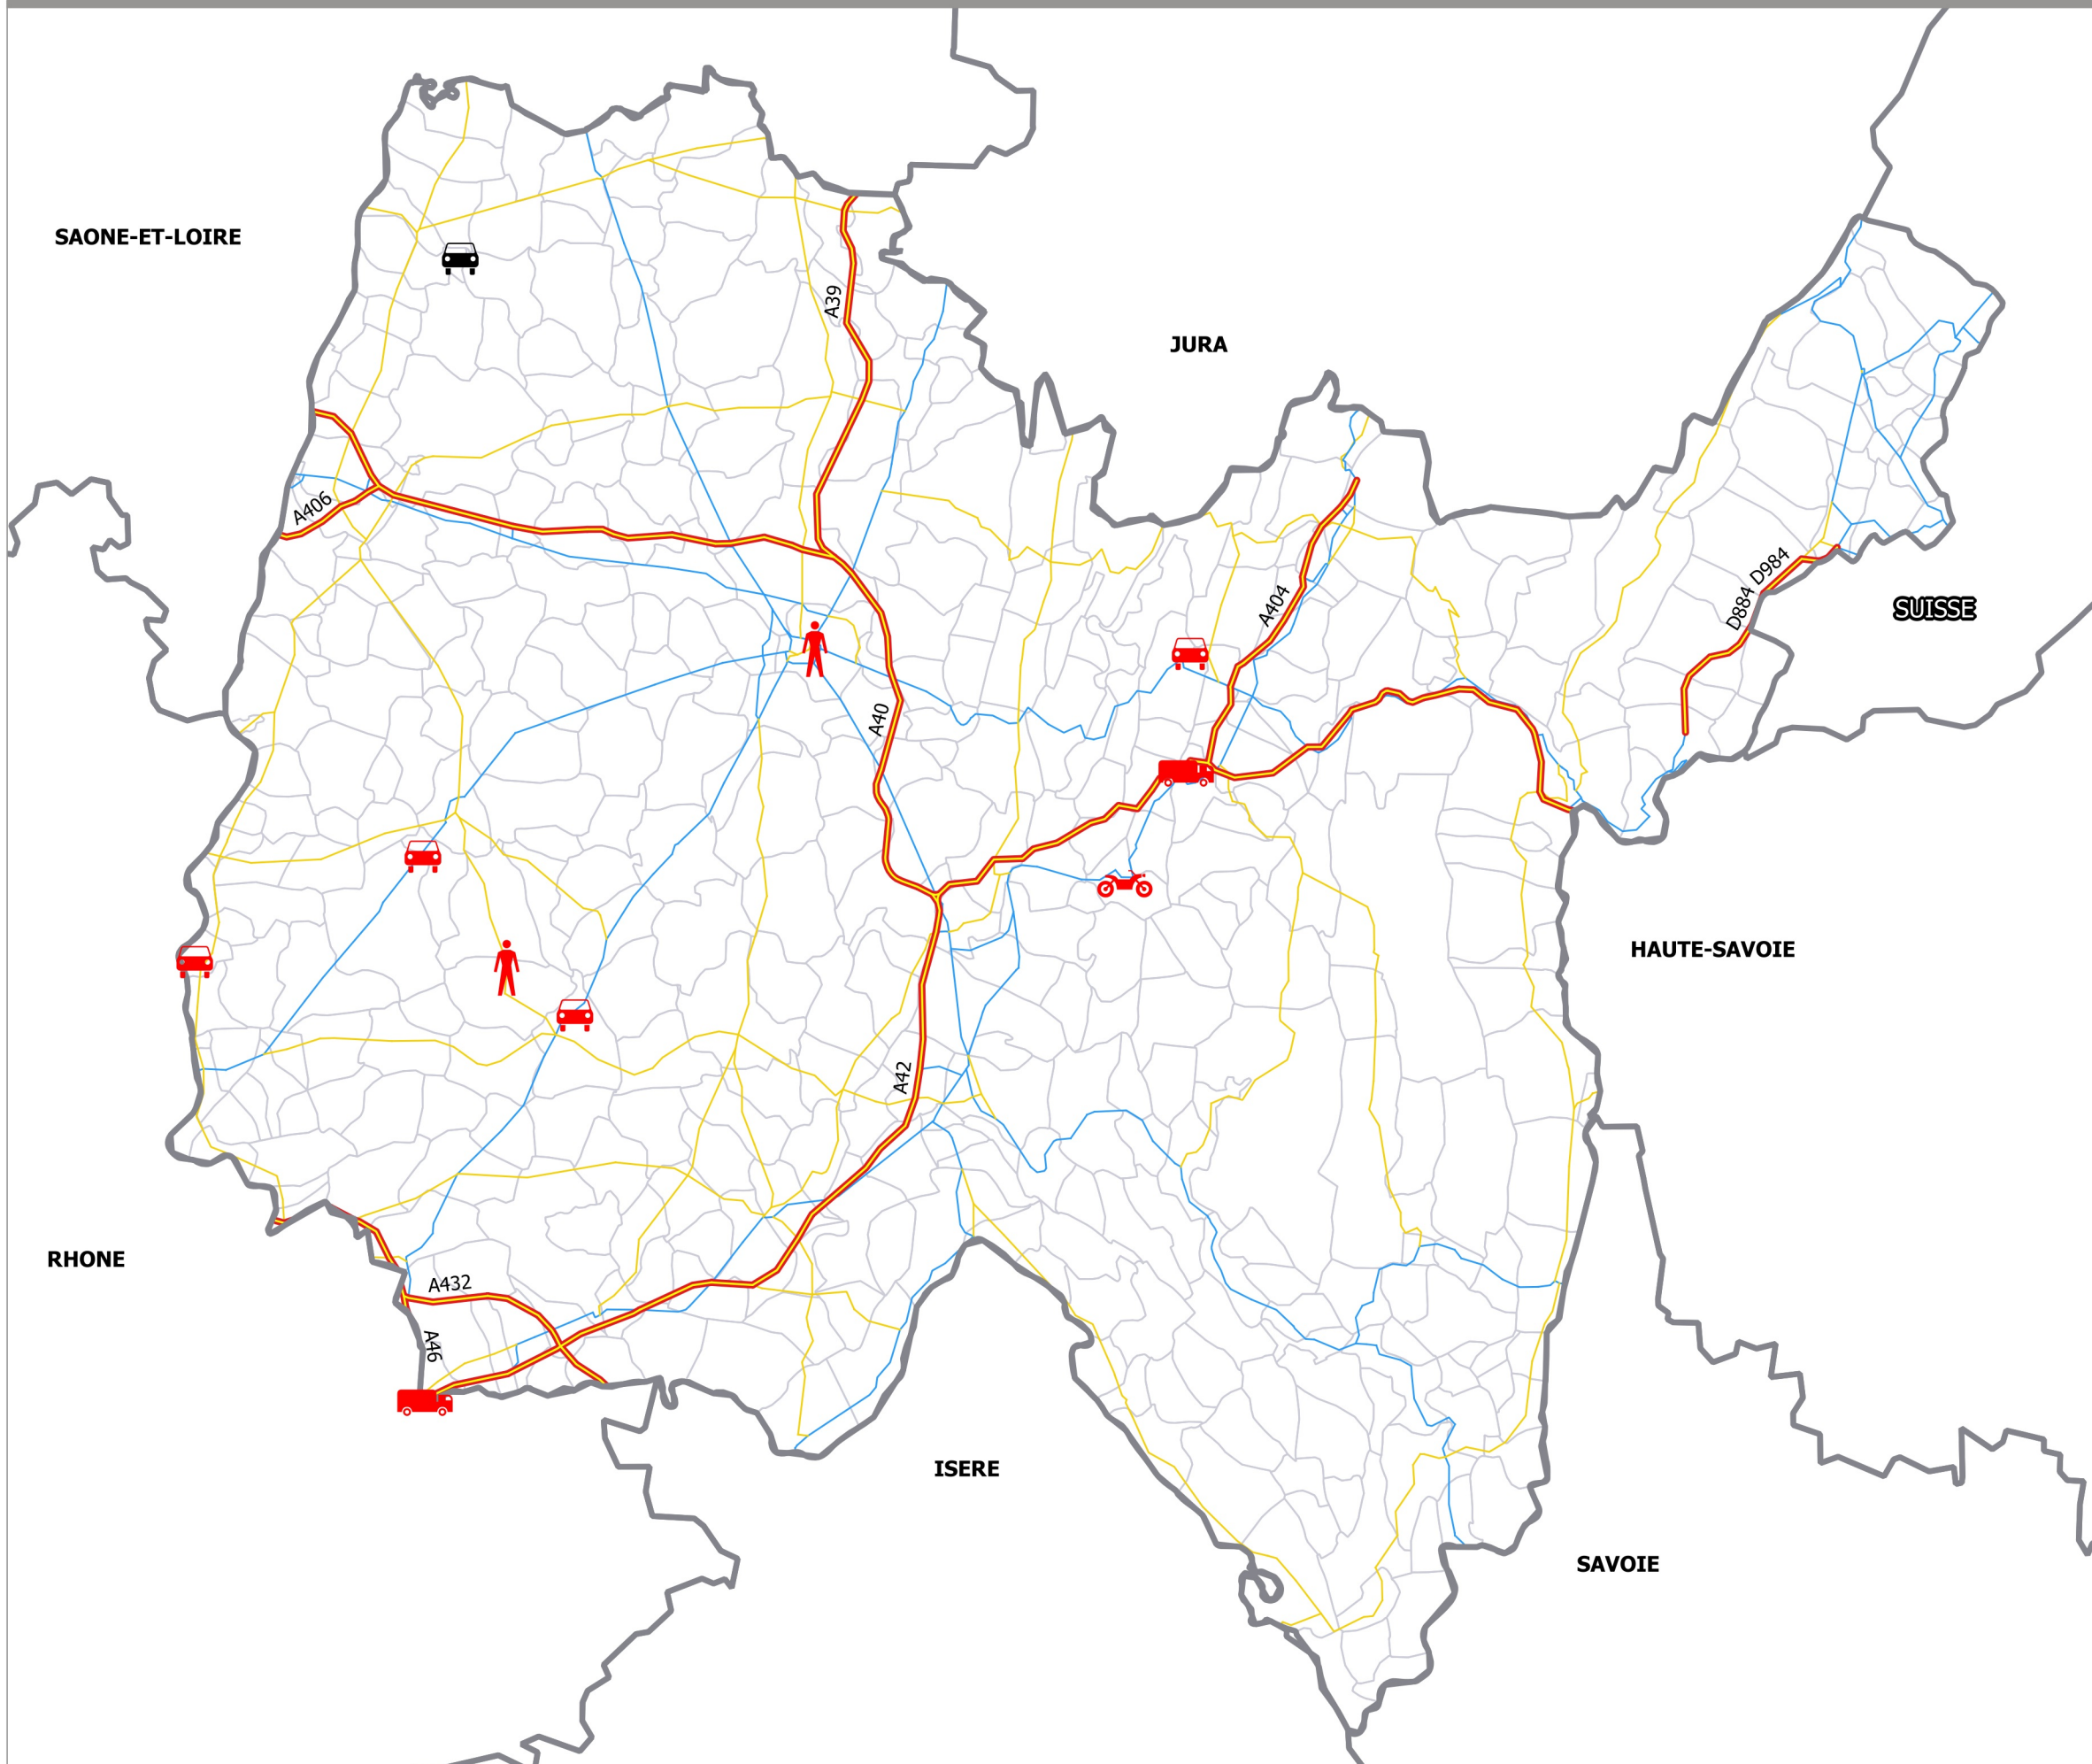 SAONE-ET-LOIRE
A39
JURA
A406
D984
A404
D884
SUISSE
A40
HAUTE-SAVOIE
A42
RHONE
A432
A46
ISERE
SAVOIE